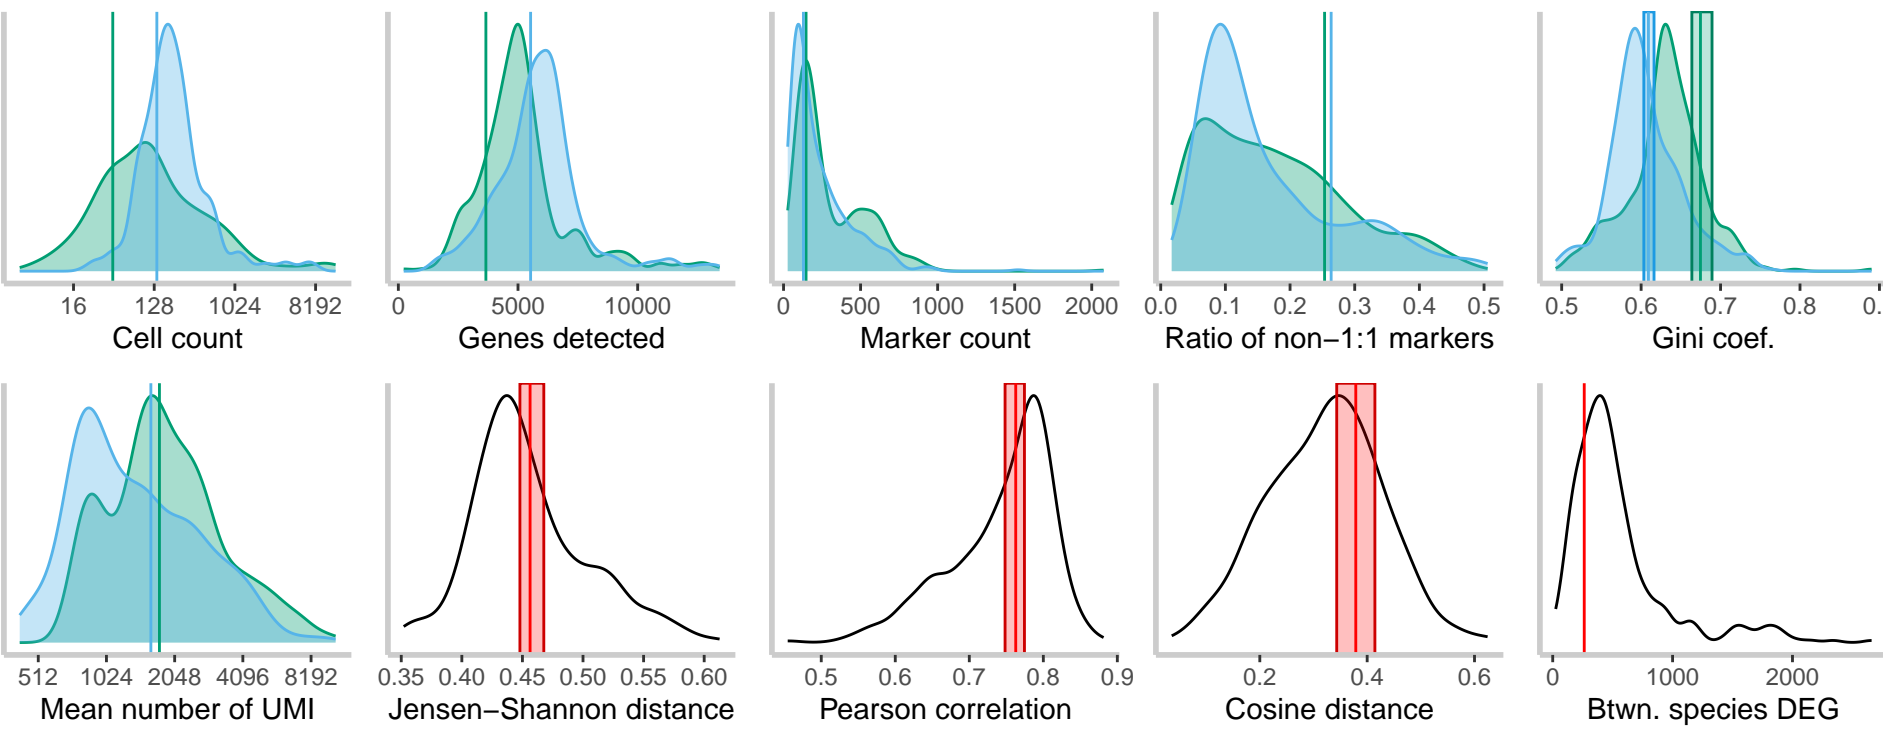 16 128 1024 8192
Cell count
0 5000 10000
Genes detected
0 500 1000 1500 2000
Marker count
0.0 0.1 0.2 0.3 0.4 0.5
Ratio of non−1:1 markers
0.5 0.6 0.7 0.8 0.
Gini coef.
512 1024 2048 4096 8192
Mean number of UMI
0.35 0.40 0.45 0.50 0.55 0.60
Jensen−Shannon distance
0.5 0.6 0.7 0.8 0.9
Pearson correlation
0.2 0.4 0.6
Cosine distance
0 1000 2000
Btwn. species DEG